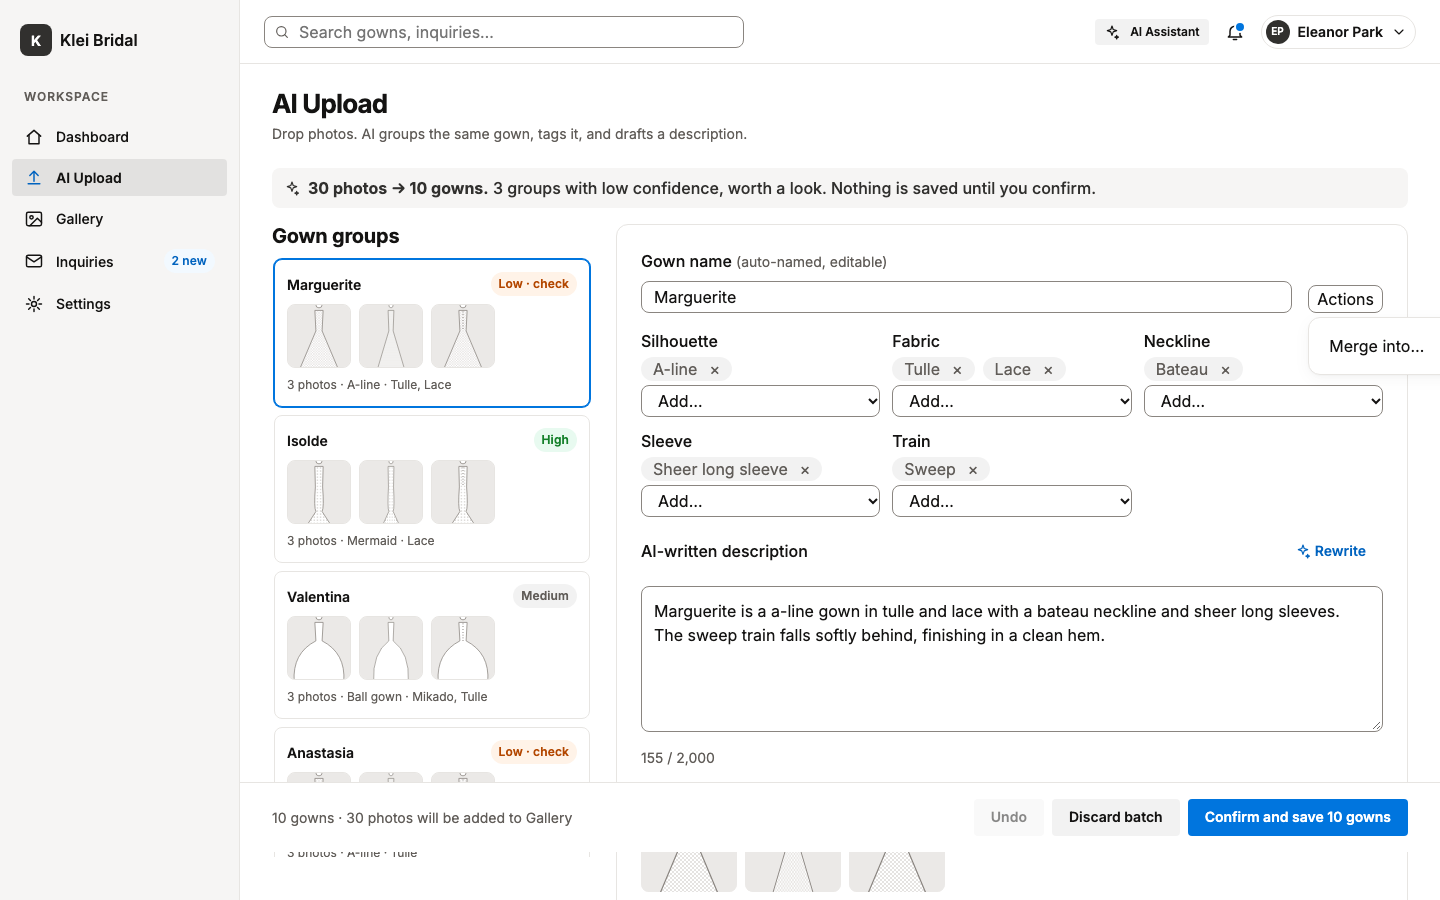 K Klei Bridal
WORKSPACE
Dashboard
AI Upload
Gallery
Inquiries 2 new
Settings
Search gowns, inquiries...
AI Assistant
EP Eleanor Park
AI Upload
Drop photos. AI groups the same gown, tags it, and drafts a description.
30 photos → 10 gowns. 3 groups with low confidence, worth a look. Nothing is saved until you confirm.
Gown groups
Marguerite Low · check
3 photos · A-line · Tulle, Lace
Isolde High
3 photos · Mermaid · Lace
Valentina Medium
3 photos · Ball gown · Mikado, Tulle
Anastasia Low · check
3 photos · A-line · Tulle
Gown name (auto-named, editable)
Marguerite
Actions
Merge into...
Silhouette Fabric Neckline
A-line × Tulle × Lace × Bateau ×
Add... Add... Add...
Sleeve Train
Sheer long sleeve × Sweep ×
Add... Add...
AI-written description Rewrite
Marguerite is a a-line gown in tulle and lace with a bateau neckline and sheer long sleeves.
The sweep train falls softly behind, finishing in a clean hem.
155 / 2,000
10 gowns · 30 photos will be added to Gallery
Undo Discard batch Confirm and save 10 gowns